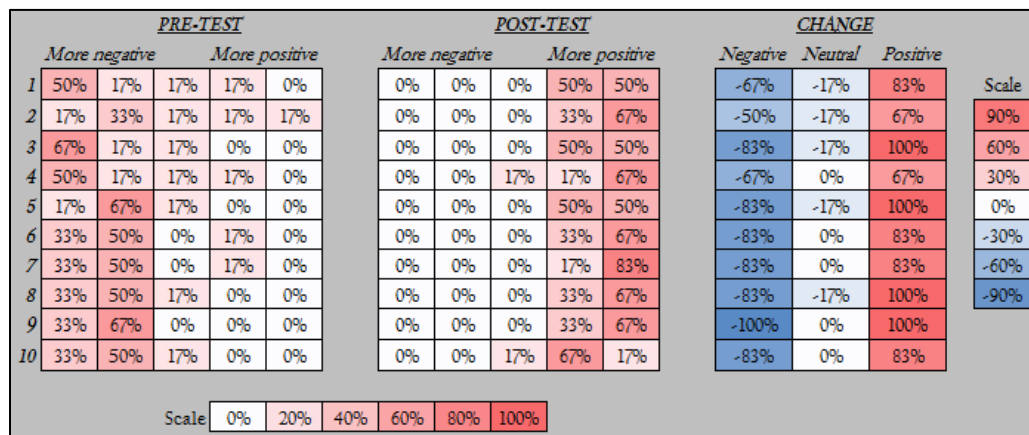 PRE-TEST POST-TEST CHANGE
More negative More positive More negative More positive Negative Neutral Positive
1 50% 17% 17% 17% 0% 0% 0% 0% 50% 50% -67% -17% 83% Scale
2 17% 33% 17% 17% 17% 0% 0% 0% 33% 67% -50% -17% 67% 90%
3 67% 17% 17% 0% 0% 0% 0% 0% 50% 50% -83% -17% 100% 60%
4 50% 17% 17% 17% 0% 0% 0% 17% 17% 67% -67% 0% 67% 30%
5 17% 67% 17% 0% 0% 0% 0% 0% 50% 50% -83% -17% 100% 0%
6 33% 50% 0% 17% 0% 0% 0% 0% 33% 67% -83% 0% 83% -30%
7 33% 50% 0% 17% 0% 0% 0% 0% 17% 83% -83% 0% 83% -60%
8 33% 50% 17% 0% 0% 0% 0% 0% 33% 67% -83% -17% 100% -90%
9 33% 67% 0% 0% 0% 0% 0% 0% 33% 67% -100% 0% 100%
10 33% 50% 17% 0% 0% 0% 0% 17% 67% 17% -83% 0% 83%
Scale 0% 20% 40% 60% 80% 100%